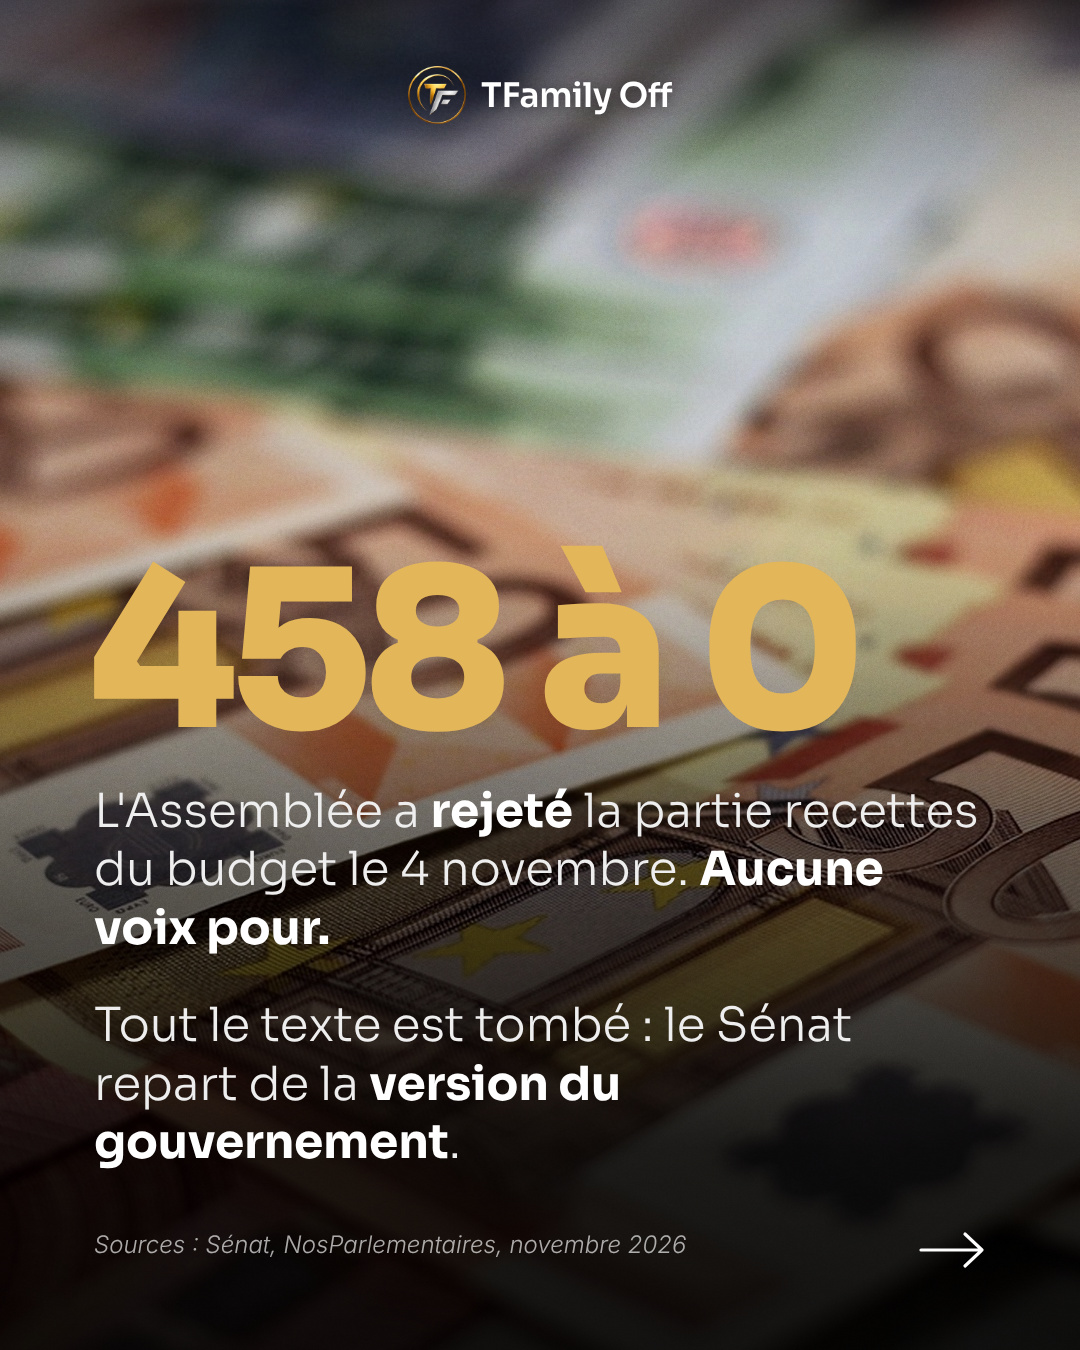 TF TFamily Off
458 à 0
L'Assemblée a rejeté la partie recettes
du budget le 4 novembre. Aucune
voix pour.
Tout le texte est tombé : le Sénat
repart de la version du
gouvernement.
Sources : Sénat, NosParlementaires, novembre 2026